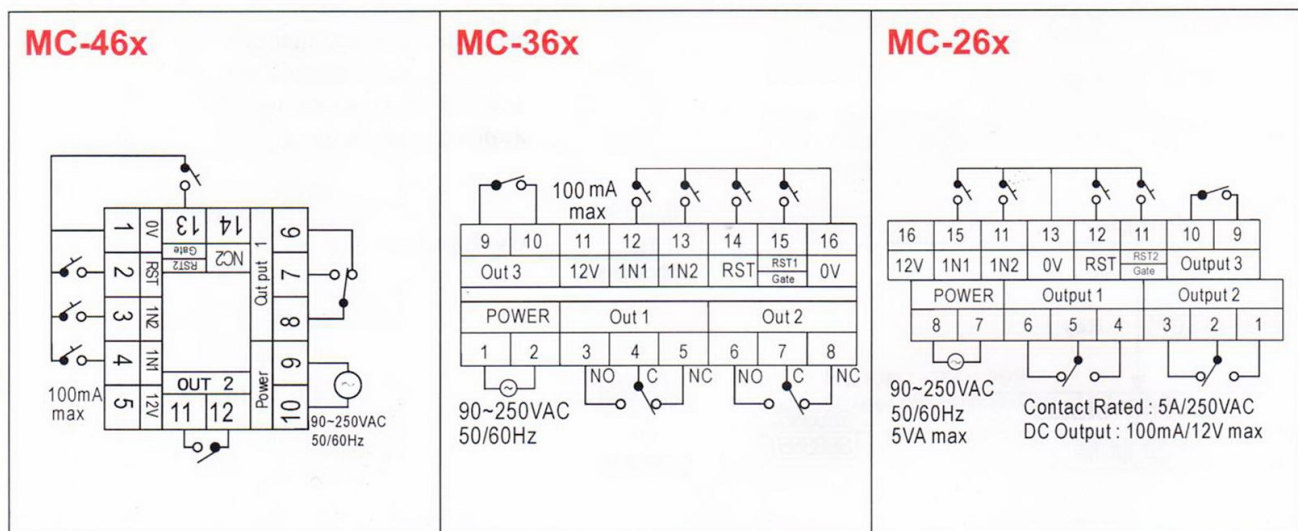 MC-46x
13 14
1 0V Gate RST2 NC2 Output 1 6
2 RST 7
3 1N2 8
4 1N1 Power 9
5 12V OUT 2 10
11 12
100mA
max
90~250VAC
50/60Hz
MC-36x
100 mA
max
9 10 11 12 13 14 15 16
Out 3 12V 1N1 1N2 RST RST1 Gate 0V
POWER Out 1 Out 2
1 2 3 4 5 6 7 8
NO C NC NO C NC
90~250VAC
50/60Hz
MC-26x
16 15 11 13 12 11 10 9
12V 1N1 1N2 0V RST RST2 Gate Output 3
POWER Output 1 Output 2
8 7 6 5 4 3 2 1
90~250VAC
50/60Hz
5VA max
Contact Rated : 5A/250VAC
DC Output : 100mA/12V max